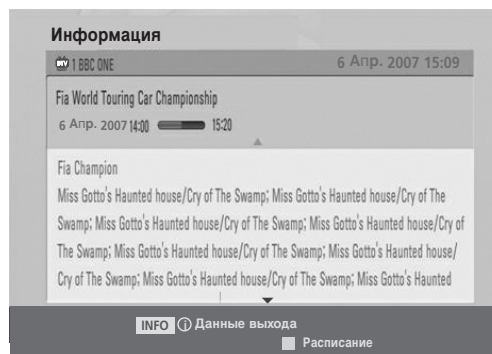 Информация
DTV 1 BBC ONE 6 Апр. 2007 15:09
Fia World Touring Car Championship
6 Апр. 2007 14:00 15:20
Fia Champion
Miss Gotto's Haunted house/Cry of The Swamp; Miss Gotto's Haunted house/Cry of The
Swamp; Miss Gotto's Haunted house/Cry of The Swamp; Miss Gotto's Haunted house/Cry of
The Swamp; Miss Gotto's Haunted house/Cry of The Swamp; Miss Gotto's Haunted house/
Cry of The Swamp; Miss Gotto's Haunted house/Cry of The Swamp; Miss Gotto's Haunted
INFO i Данные выхода
Расписание